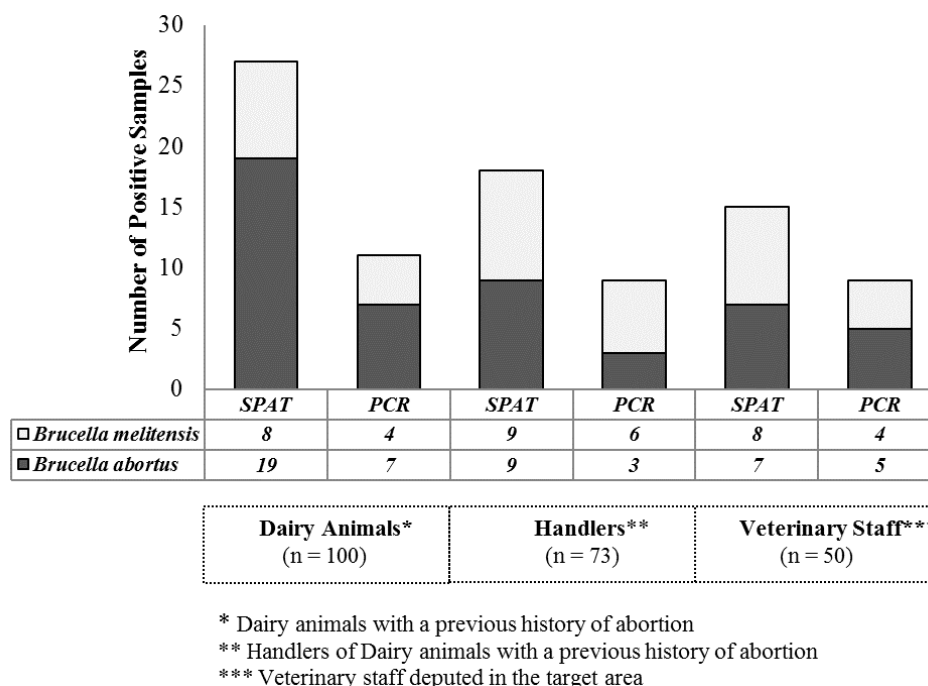 Number of Positive Samples
30
25
20
15
10
5
0
SPAT PCR SPAT PCR SPAT PCR
Brucella melitensis 8 4 9 6 8 4
Brucella abortus 19 7 9 3 7 5
Dairy Animals* Handlers** Veterinary Staff***
(n = 100) (n = 73) (n = 50)
* Dairy animals with a previous history of abortion
** Handlers of Dairy animals with a previous history of abortion
*** Veterinary staff deputed in the target area